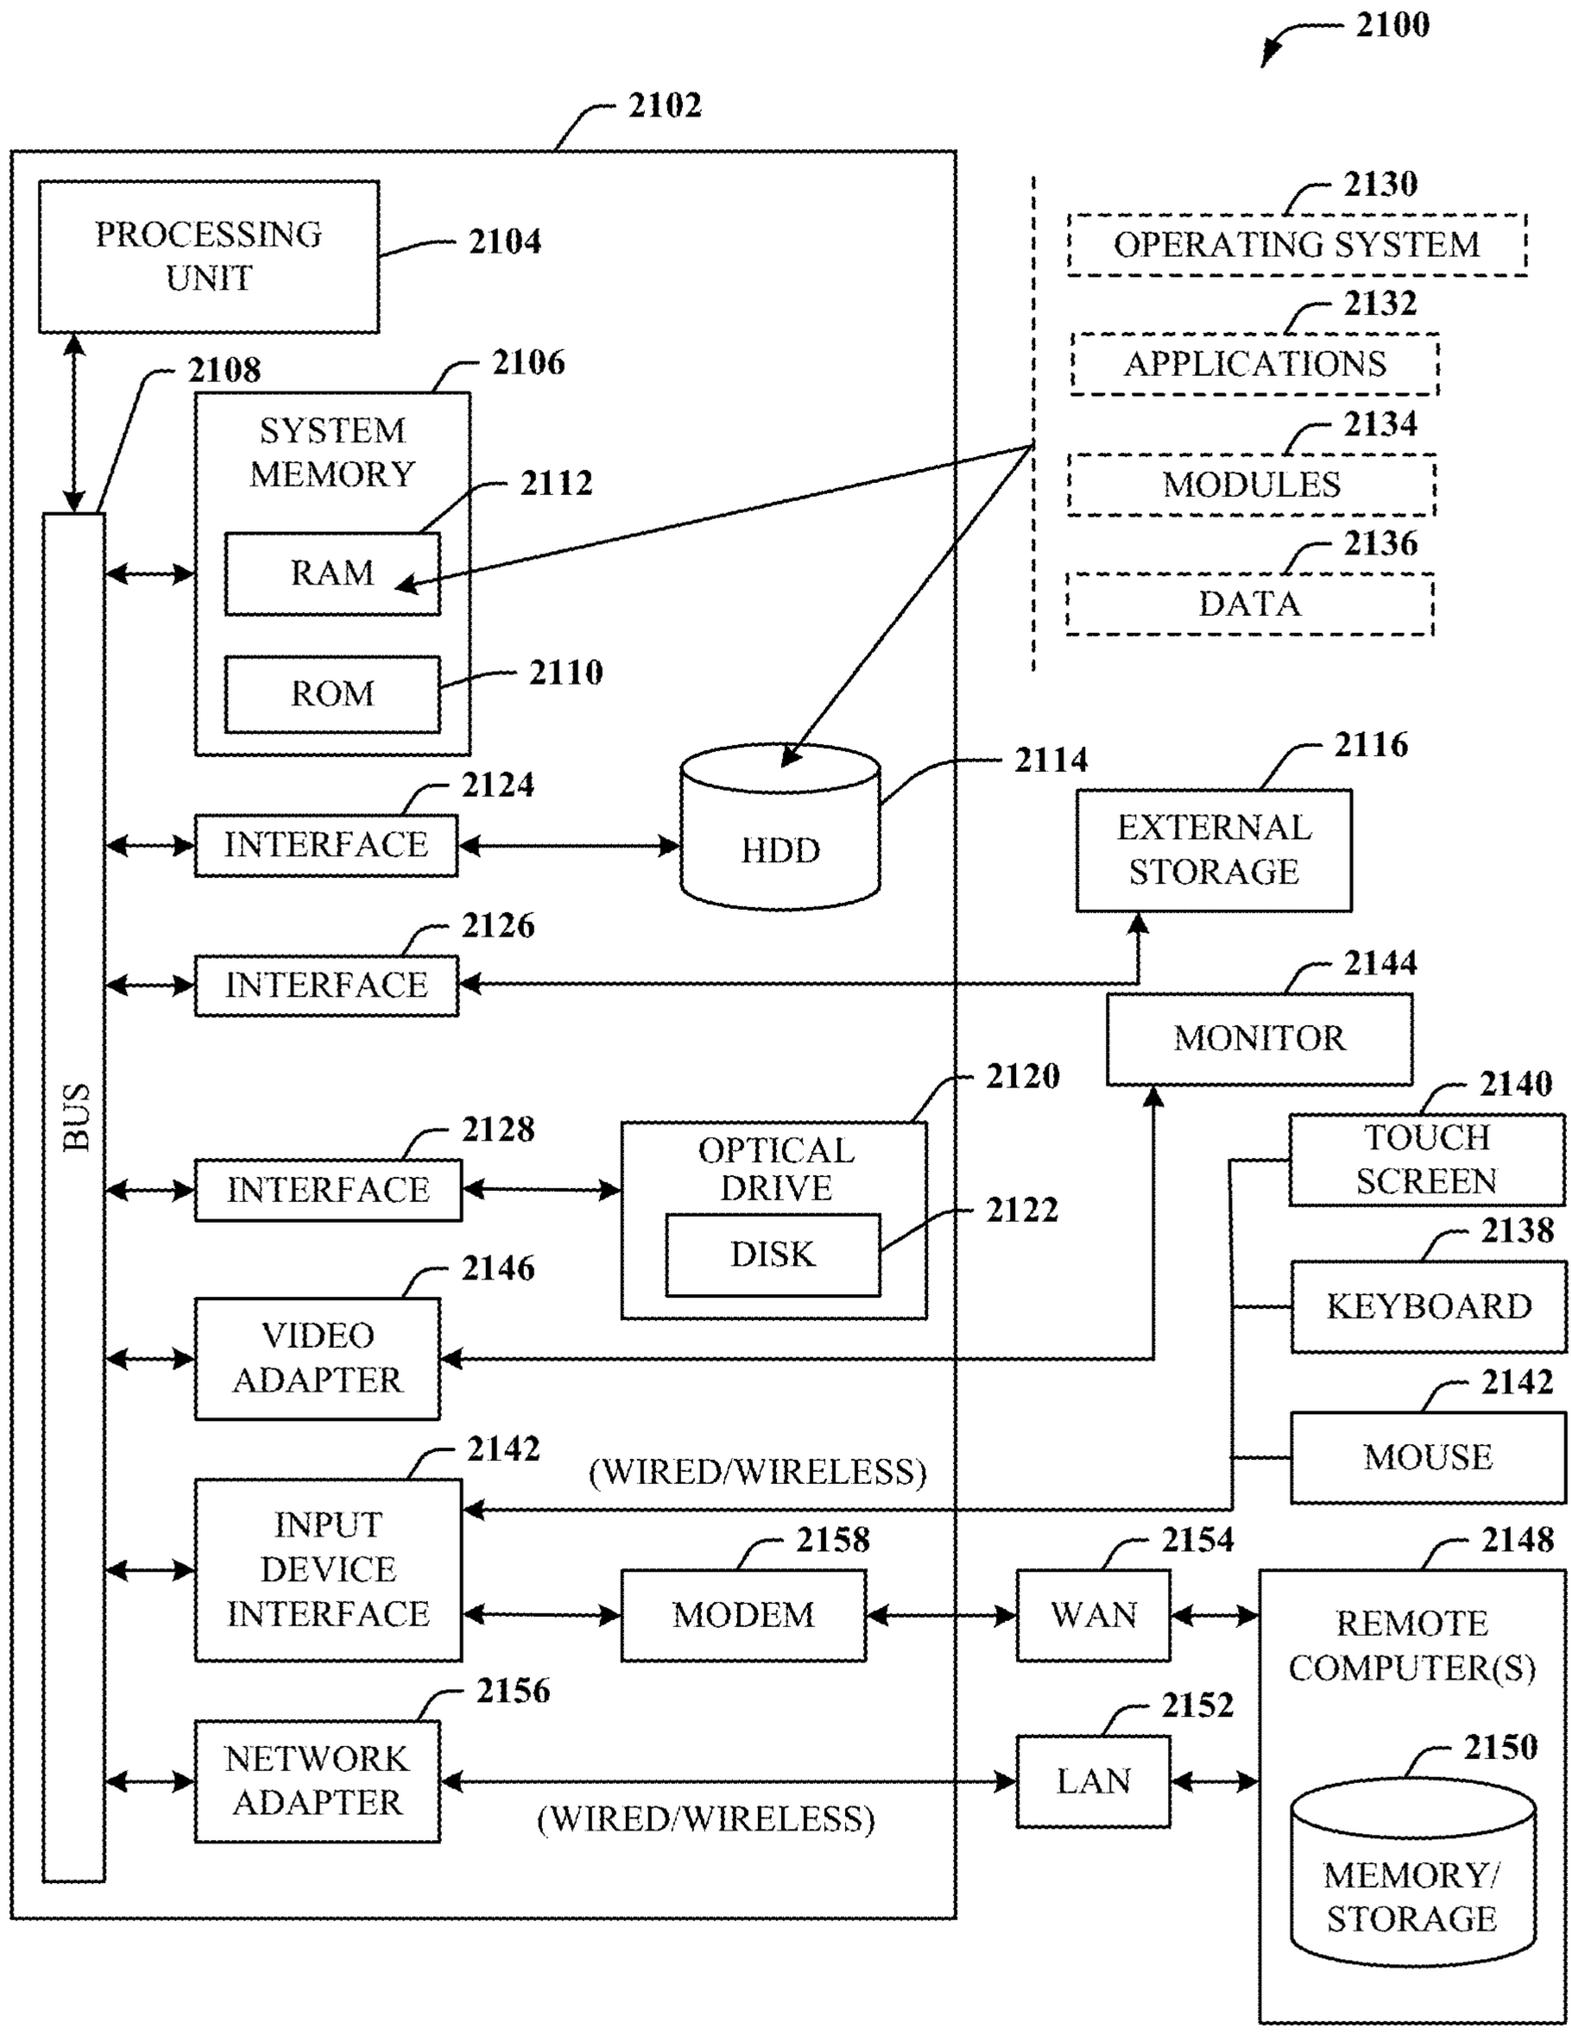 2100
2102
PROCESSING
UNIT
2104
2108
2106
SYSTEM
MEMORY
2112
RAM
2110
ROM
2130
OPERATING SYSTEM
2132
APPLICATIONS
2134
MODULES
2136
DATA
2124
INTERFACE
2114
HDD
2116
EXTERNAL
STORAGE
2126
INTERFACE
2144
MONITOR
BUS
2128
INTERFACE
2120
OPTICAL
DRIVE
2122
DISK
2140
TOUCH
SCREEN
2138
KEYBOARD
2142
MOUSE
2146
VIDEO
ADAPTER
2142
INPUT
DEVICE
INTERFACE
(WIRED/WIRELESS)
2158
MODEM
2154
WAN
2148
REMOTE
COMPUTER(S)
2156
NETWORK
ADAPTER
(WIRED/WIRELESS)
2152
LAN
2150
MEMORY/
STORAGE